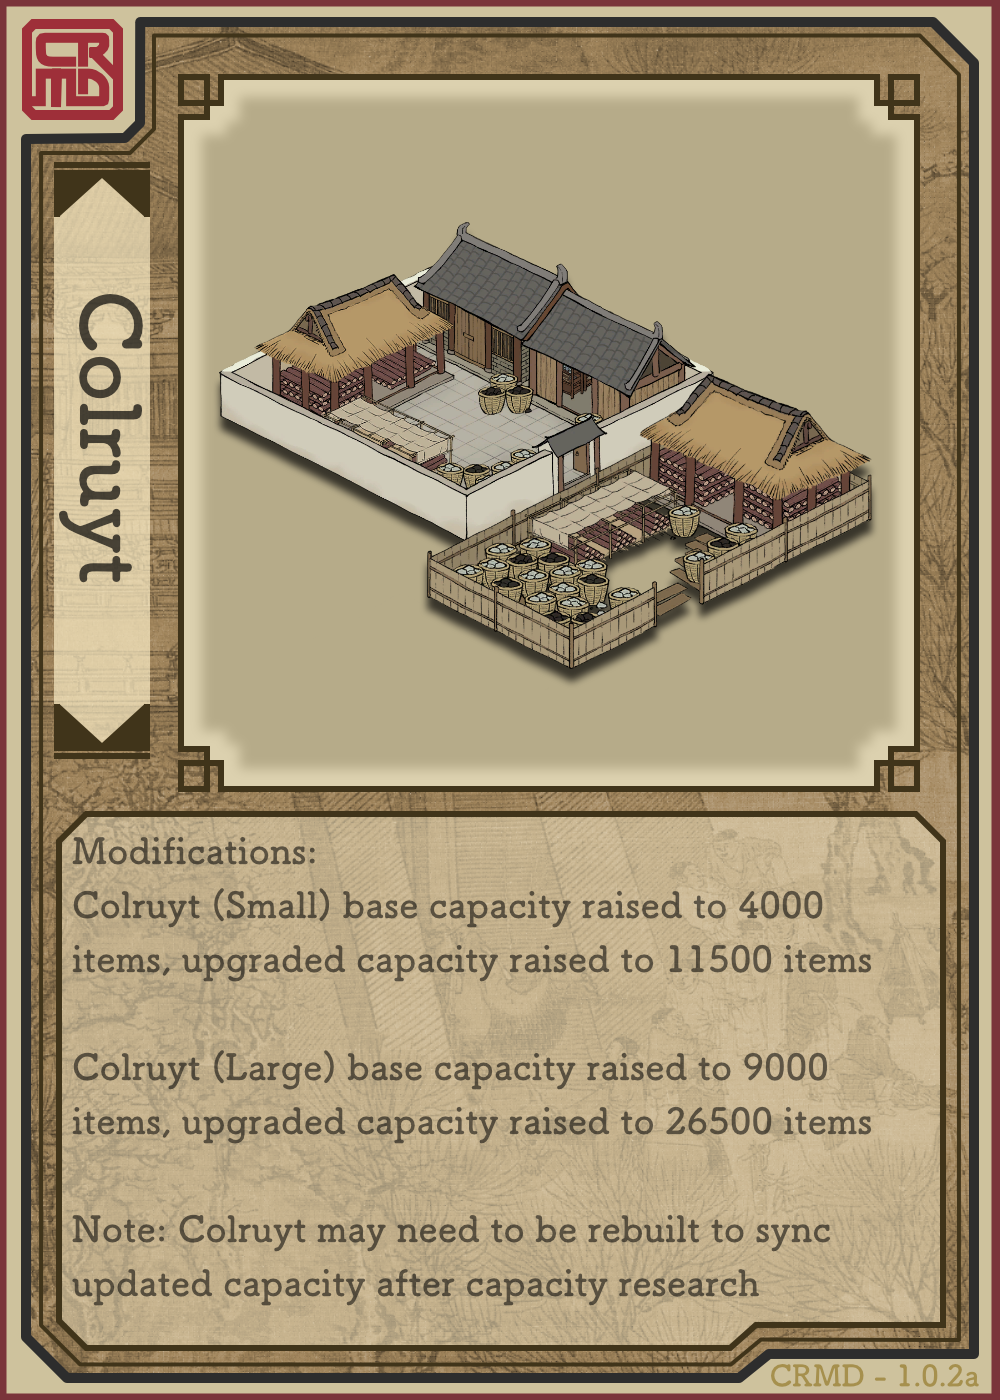 CRMD
Colruyt
Modifications:
Colruyt (Small) base capacity raised to 4000
items, upgraded capacity raised to 11500 items
Colruyt (Large) base capacity raised to 9000
items, upgraded capacity raised to 26500 items
Note: Colruyt may need to be rebuilt to sync
updated capacity after capacity research
CRMD - 1.0.2a